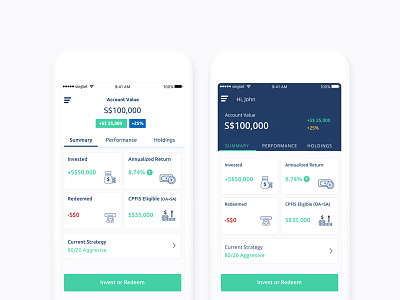 singtel 9:41 AM 100%
Account Value
S$100,000
+S$ 25,000 +25%
Summary Performance Holdings
Invested Annualized Return
+S$50,000 8.74%
Redeemed CPFIS Eligible (OA+SA)
-S$0 S$35,000
Current Strategy
80/20 Aggresive
Invest or Redeem
singtel 9:41 AM 100%
Hi, John
Account Value
S$100,000 +S$ 25,000
+25%
SUMMARY PERFORMANCE HOLDINGS
Invested Annualized Return
+S$50,000 8.74%
Redeemed CPFIS Eligible (OA+SA)
-S$0 S$35,000
Current Strategy
80/20 Aggresive
Invest or Redeem